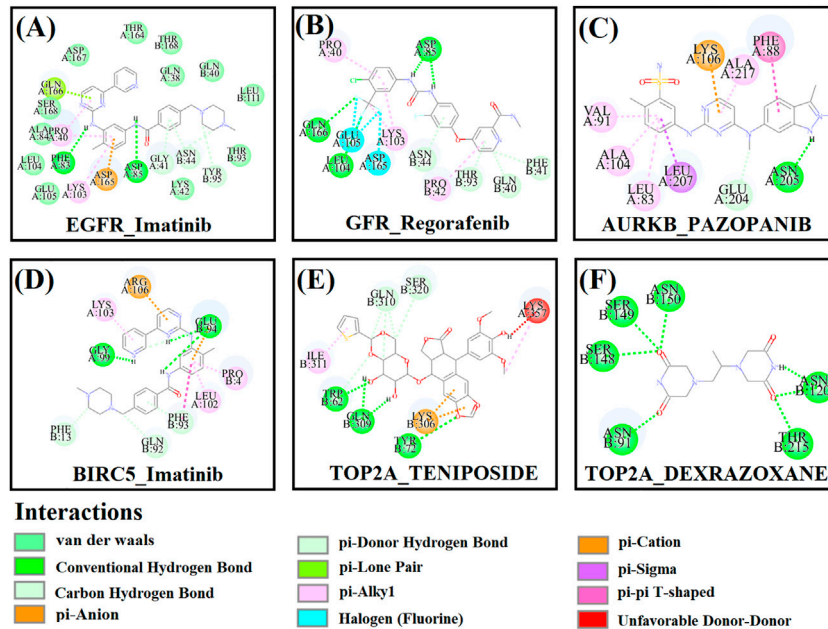 (A)
THR
A:164
ASP
A:167
THR
B:168
GLN
A:38
GLN
B:40
LEU
B:111
GLN
A:166
SER
B:168
ALA
A:84
PRO
A:40
LEU
A:104
PHE
A:83
GLU
A:105
LYS
A:103
ASP
A:165
ASP
A:85
GLY
A:41
ASN
B:44
LYS
A:42
TYR
B:95
THR
B:93
EGFR_Imatinib
(B)
PRO
A:40
ASP
A:85
GLN
A:166
GLU
A:105
LEU
A:104
ASP
A:165
LYS
A:103
ASN
B:44
PRO
B:42
THR
B:93
GLN
B:40
PHE
B:41
GFR_Regorafenib
(C)
LYS
A:106
ALA
A:217
PHE
A:88
VAL
A:91
ALA
A:104
LEU
A:83
LEU
A:207
GLU
A:204
ASN
A:205
AURKB_PAZOPANIB
(D)
ARG
A:106
LYS
A:103
GLU
B:94
GLY
A:99
PRO
B:4
LEU
A:102
PHE
B:93
PHE
B:13
GLN
B:92
BIRC5_Imatinib
(E)
GLN
B:310
SER
B:320
LYS
A:357
ILE
B:311
TRP
B:62
GLN
B:309
LYS
B:306
TYR
B:72
TOP2A_TENIPOSIDE
(F)
ASN
B:150
SER
B:149
SER
B:148
ASN
B:120
ASN
B:91
THR
B:215
TOP2A_DEXRAZOXANE
Interactions
van der waals
Conventional Hydrogen Bond
Carbon Hydrogen Bond
pi-Anion
pi-Donor Hydrogen Bond
pi-Lone Pair
pi-Alky1
Halogen (Fluorine)
pi-Cation
pi-Sigma
pi-pi T-shaped
Unfavorable Donor-Donor